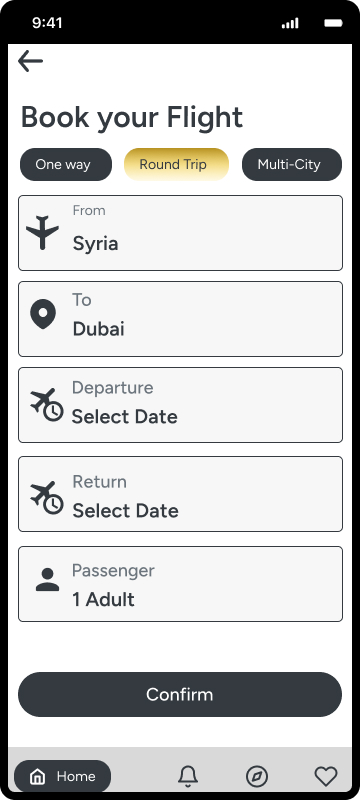 9:41
Book your Flight
One way
Round Trip
Multi-City
From
Syria
To
Dubai
Departure
Select Date
Return
Select Date
Passenger
1 Adult
Confirm
Home